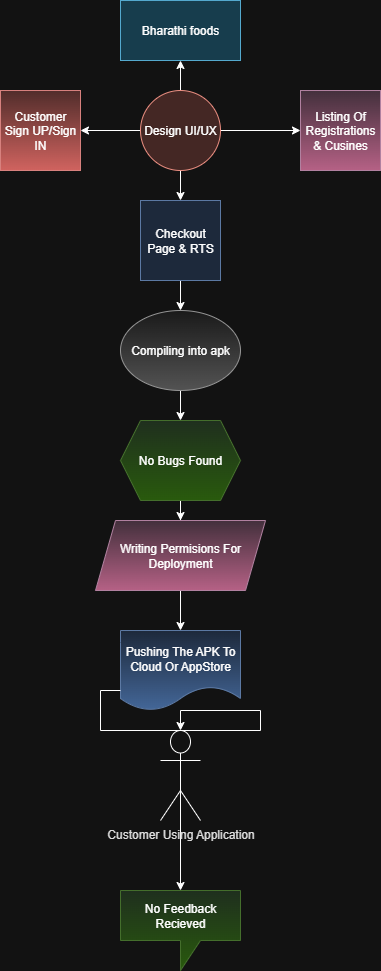 Bharathi foods
Customer
Sign UP/Sign
IN
Design UI/UX
Listing Of
Registrations
& Cusines
Checkout
Page & RTS
Compiling into apk
No Bugs Found
Writing Permisions For
Deployment
Pushing The APK To
Cloud Or AppStore
Customer Using Application
No Feedback
Recieved